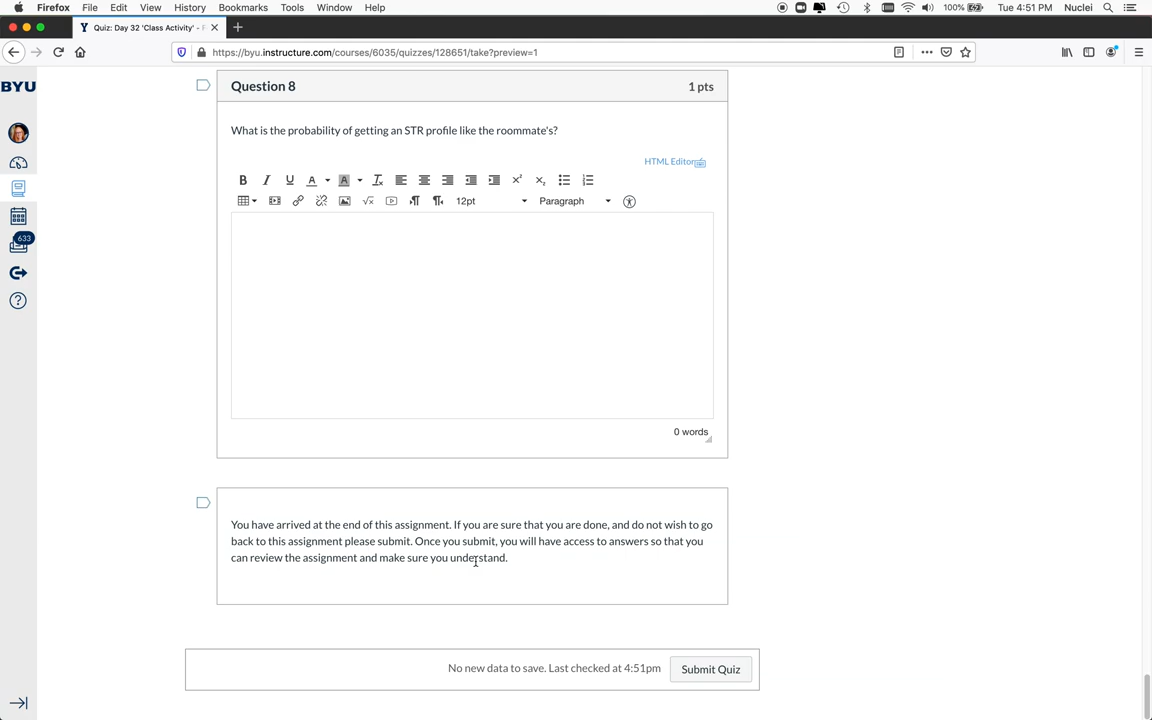 Firefox File Edit View History Bookmarks Tools Window Help 100% Tue 4:51 PM Nuclei
Quiz: Day 32 'Class Activity' -
https://byu.instructure.com/courses/6035/quizzes/128651/take?preview=1
BYU
633
Question 8 1 pts
What is the probability of getting an STR profile like the roommate's?
HTML Editor
B I U A A
12pt Paragraph
0 words
You have arrived at the end of this assignment. If you are sure that you are done, and do not wish to go
back to this assignment please submit. Once you submit, you will have access to answers so that you
can review the assignment and make sure you understand.
No new data to save. Last checked at 4:51pm Submit Quiz